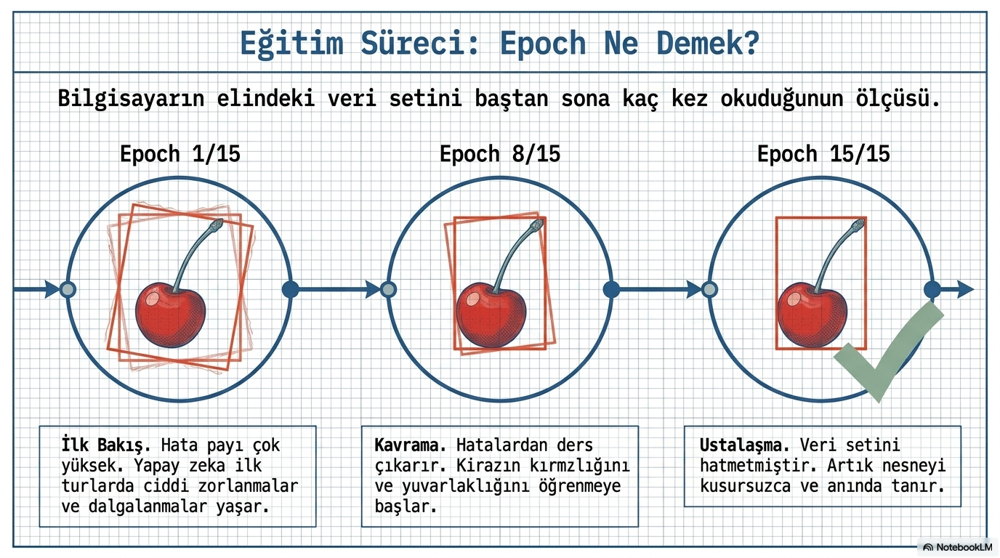 Eğitim Süreci: Epoch Ne Demek?
Bilgisayarın elindeki veri setini baştan sona kaç kez okuduğunun ölçüsü.
Epoch 1/15
Epoch 8/15
Epoch 15/15
İlk Bakış. Hata payı çok
yüksek. Yapay zeka ilk
turlarda ciddi zorlanmalar
ve dalgalanmalar yaşar.
Kavrama. Hatalardan ders
çıkarır. Kirazın kırmzlığını
ve yuvarlaklığını öğrenmeye
başlar.
Ustalaşma. Veri setini
hatmetmiştir. Artık nesneyi
kusursuzca ve anında tanır.
NotebookLM